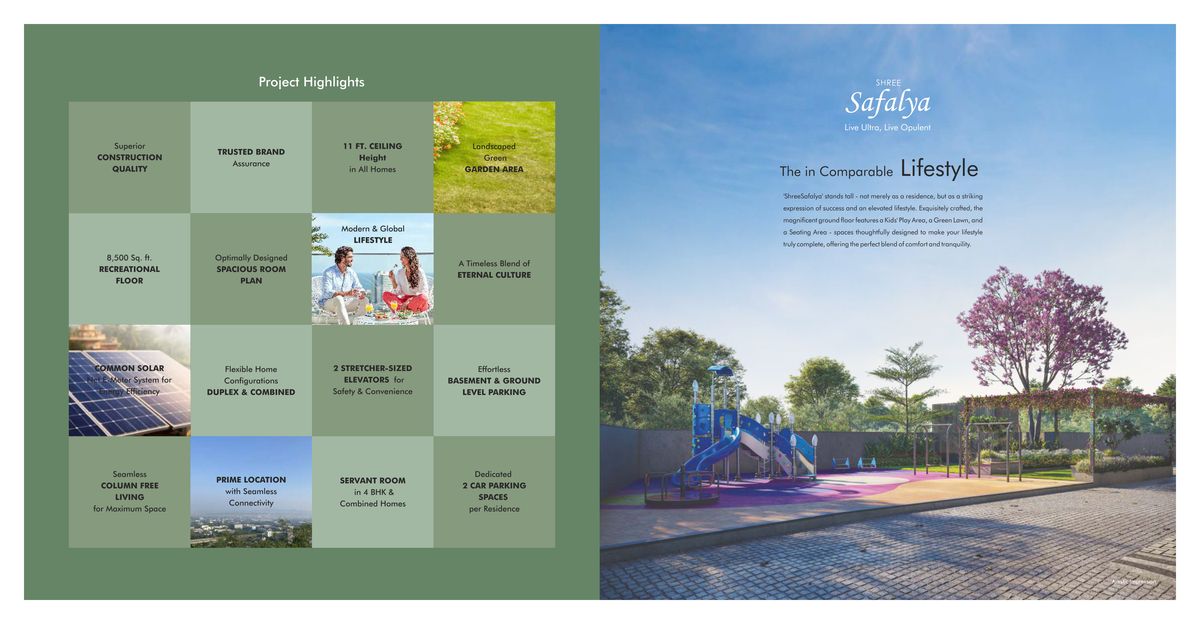 Project Highlights
Superior
CONSTRUCTION
QUALITY
TRUSTED BRAND
Assurance
11 FT. CEILING
Height
in All Homes
Landscaped
Green
GARDEN AREA
8,500 Sq. ft.
RECREATIONAL
FLOOR
Optimally Designed
SPACIOUS ROOM
PLAN
Modern & Global
LIFESTYLE
A Timeless Blend of
ETERNAL CULTURE
COMMON SOLAR
Net E-Meter System for
Energy Efficiency
Flexible Home
Configurations
DUPLEX & COMBINED
2 STRETCHER-SIZED
ELEVATORS for
Safety & Convenience
Effortless
BASEMENT & GROUND
LEVEL PARKING
Seamless
COLUMN FREE
LIVING
for Maximum Space
PRIME LOCATION
with Seamless
Connectivity
SERVANT ROOM
in 4 BHK &
Combined Homes
Dedicated
2 CAR PARKING
SPACES
per Residence
SHREE
Safalya
Live Ultra, Live Opulent
The in Comparable Lifestyle
'ShreeSafalya' stands tall - not merely as a residence, but as a striking
expression of success and an elevated lifestyle. Exquisitely crafted, the
magnificent ground floor features a Kids' Play Area, a Green Lawn, and
a Seating Area - spaces thoughtfully designed to make your lifestyle
truly complete, offering the perfect blend of comfort and tranquility.
Artistic Impression